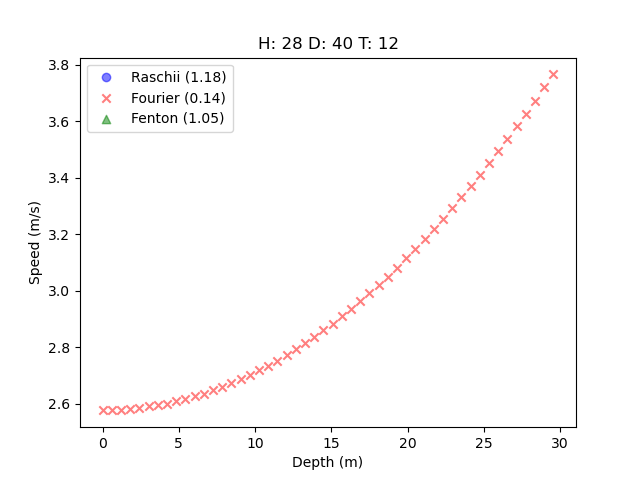 H: 28 D: 40 T: 12
Raschii (1.18)
Fourier (0.14)
Fenton (1.05)
3.8
3.6
3.4
3.2
3.0
2.8
2.6
Speed (m/s)
0 5 10 15 20 25 30
Depth (m)